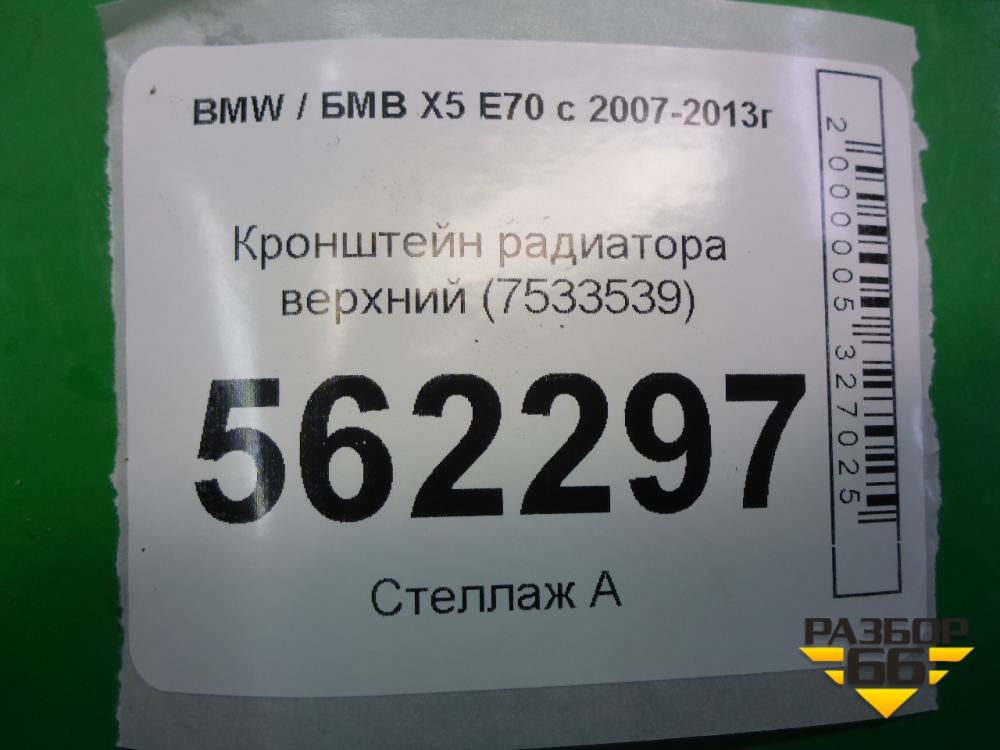 BMW / БМВ X5 E70 с 2007-2013г
Кронштейн радиатора
верхний (7533539)
562297
Стеллаж А
2000005327025
РАЗБОР
66